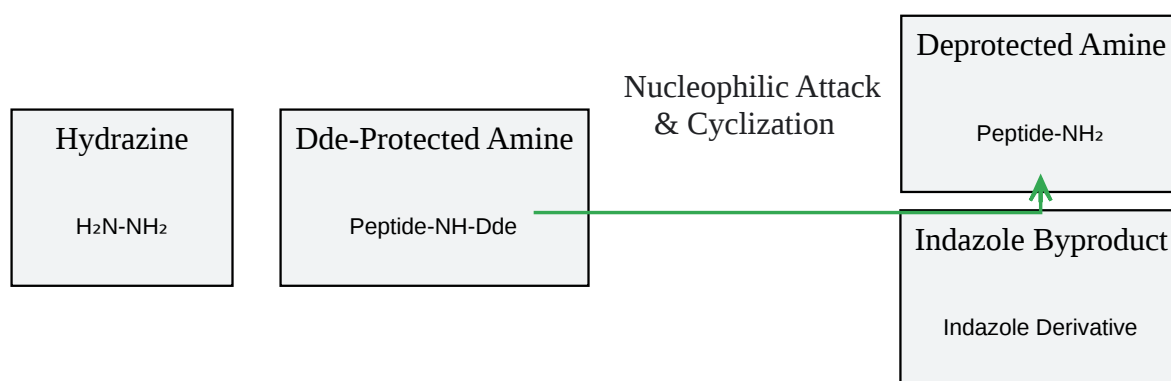 Hydrazine
H₂N-NH₂
Dde-Protected Amine
Peptide-NH-Dde
Nucleophilic Attack
& Cyclization
Deprotected Amine
Peptide-NH₂
Indazole Byproduct
Indazole Derivative